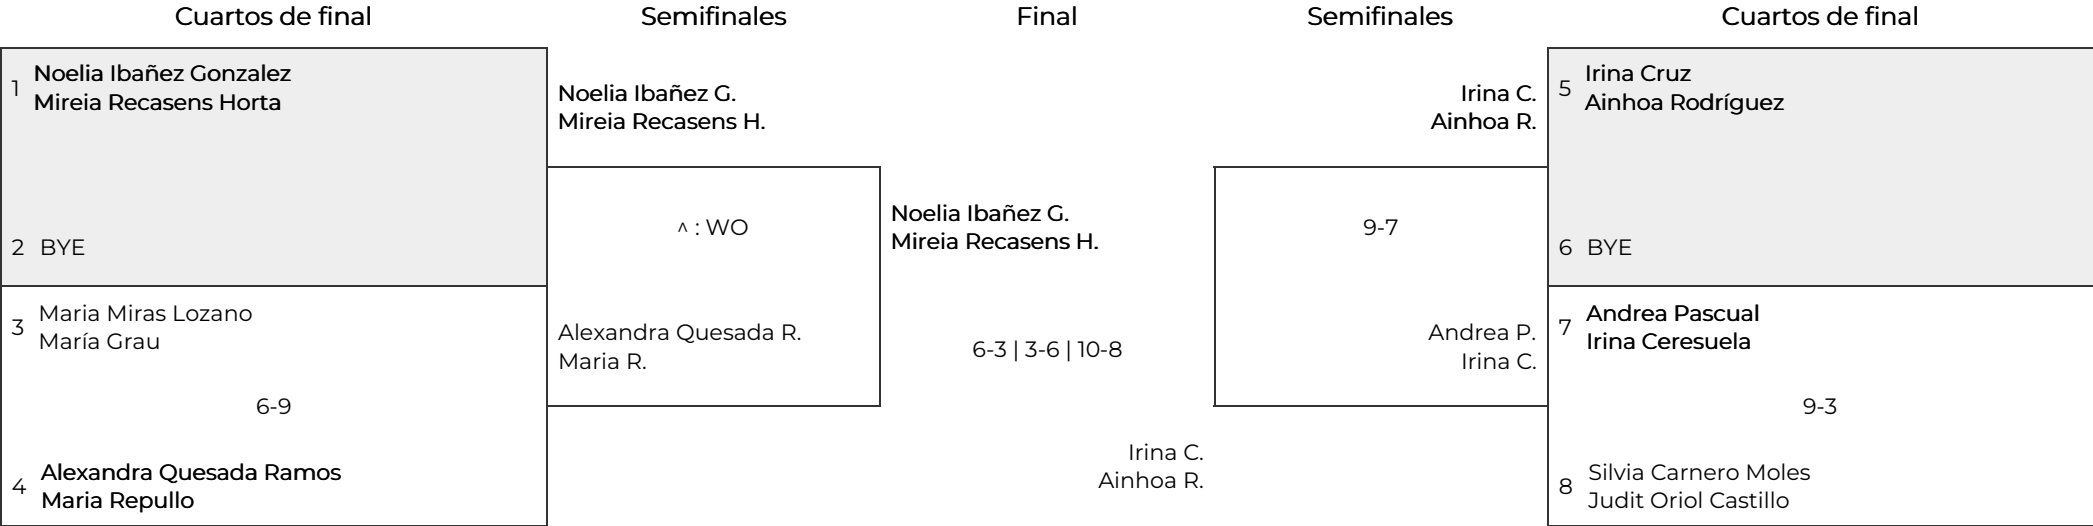 Cuartos de final
Semifinales
Final
Semifinales
Cuartos de final
1
Noelia Ibañez Gonzalez
Mireia Recasens Horta
2 BYE
3
Maria Miras Lozano
María Grau
6-9
4
Alexandra Quesada Ramos
Maria Repullo
Noelia Ibañez G.
Mireia Recasens H.
^ : WO
Alexandra Quesada R.
Maria R.
Noelia Ibañez G.
Mireia Recasens H.
6-3 | 3-6 | 10-8
Irina C.
Ainhoa R.
Irina C.
Ainhoa R.
9-7
Andrea P.
Irina C.
5
Irina Cruz
Ainhoa Rodríguez
6 BYE
7
Andrea Pascual
Irina Ceresuela
9-3
8
Silvia Carnero Moles
Judit Oriol Castillo